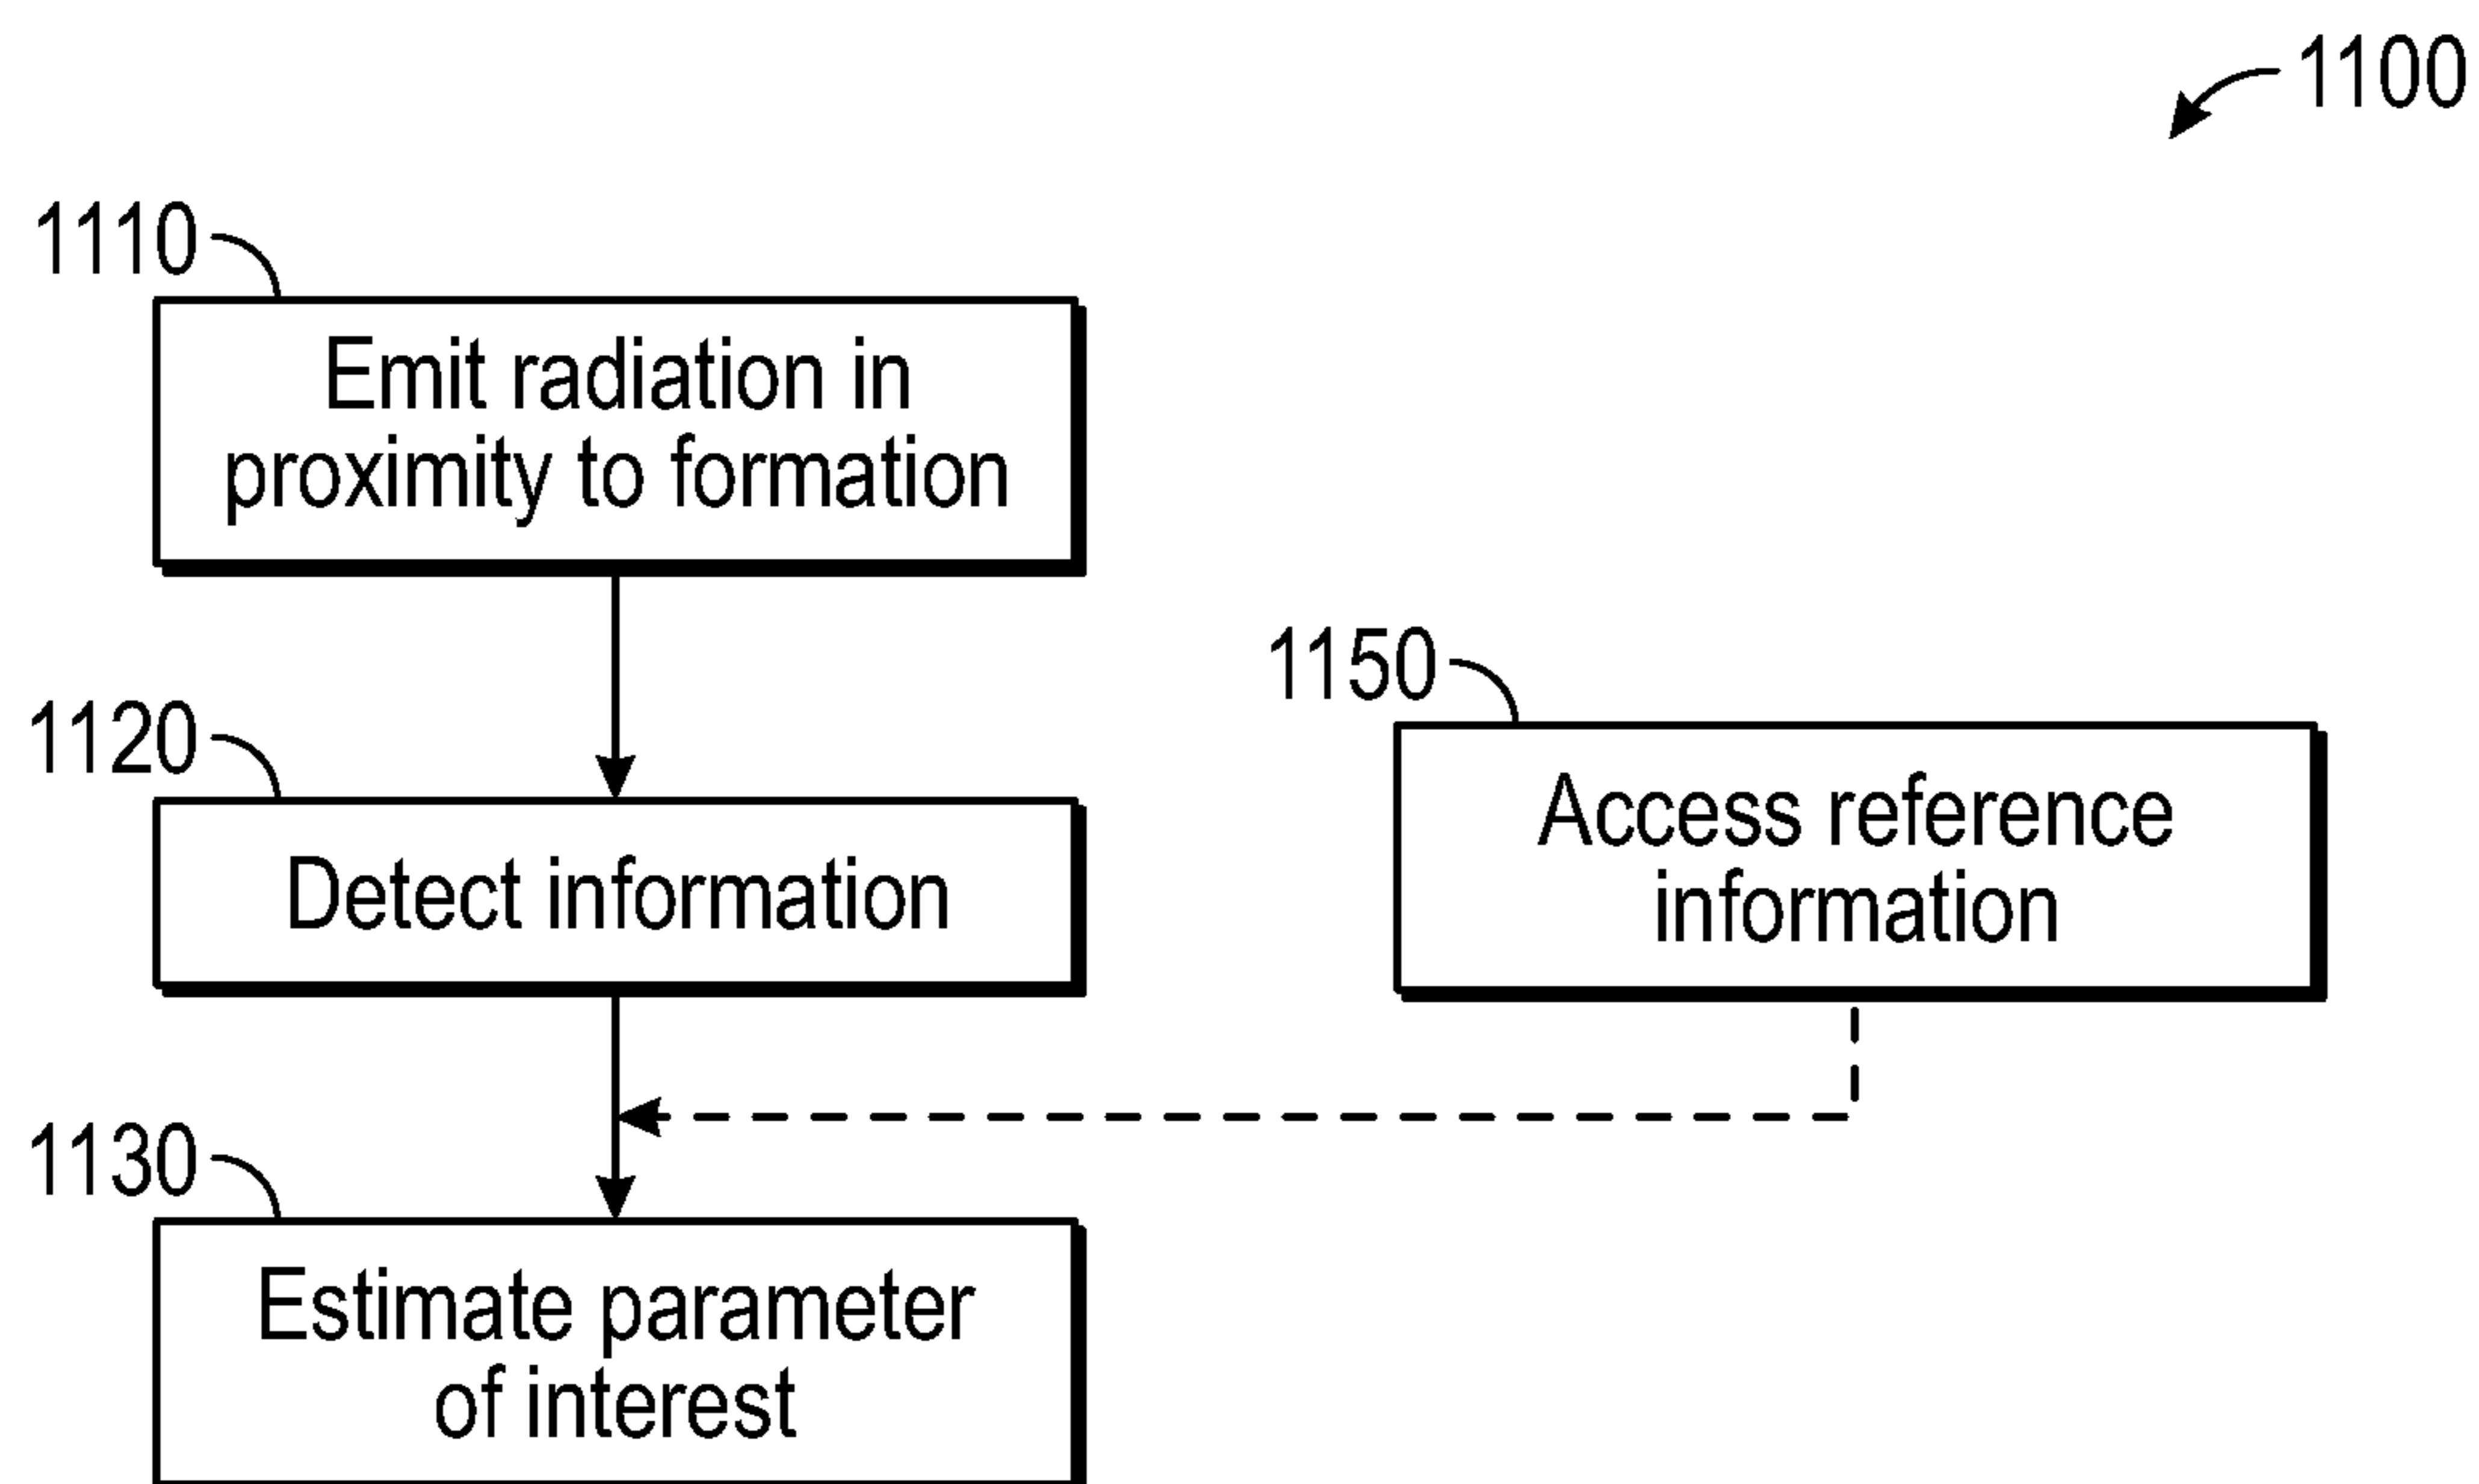 1100
1110
Emit radiation in
proximity to formation
1120
Detect information
1150
Access reference
information
1130
Estimate parameter
of interest